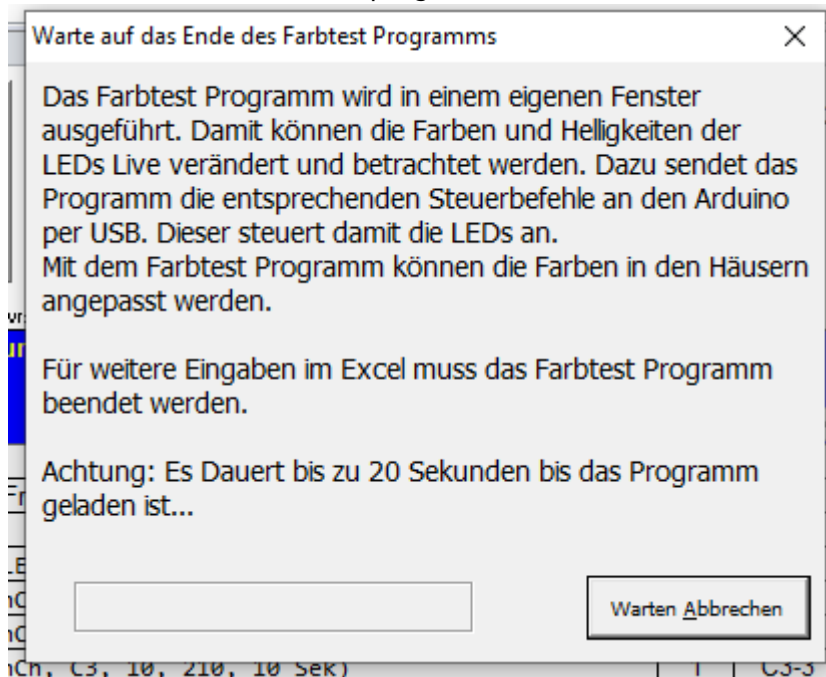 Warte auf das Ende des Farbtest Programms
Das Farbtest Programm wird in einem eigenen Fenster
ausgeführt. Damit können die Farben und Helligkeiten der
LEDs Live verändert und betrachtet werden. Dazu sendet das
Programm die entsprechenden Steuerbefehle an den Arduino
per USB. Dieser steuert damit die LEDs an.
Mit dem Farbtest Programm können die Farben in den Häusern
angepasst werden.
Für weitere Eingaben im Excel muss das Farbtest Programm
beendet werden.
Achtung: Es Dauert bis zu 20 Sekunden bis das Programm
geladen ist...
Warten Abbrechen
nCh, C3, 10, 210, 10 Sek) 1 C3-3